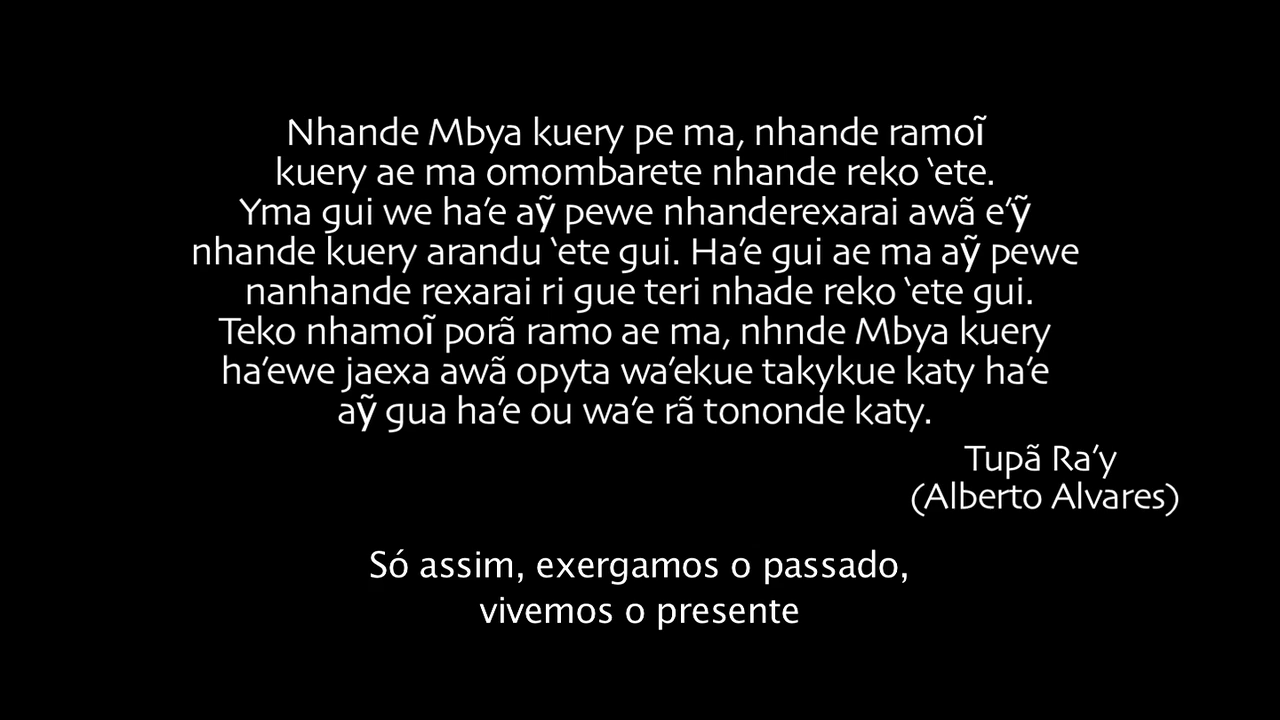 Nhande Mbya kuery pe ma, nhande ramoĩ
kuery ae ma omombarete nhande reko ‘ete.
Yma gui we ha’e aỹ pewe nhanderexarai awã e’ỹ
nhande kuery arandu ‘ete gui. Ha’e gui ae ma aỹ pewe
nanhande rexarai ri gue teri nhade reko ‘ete gui.
Teko nhamoĩ porã ramo ae ma, nhnde Mbya kuery
ha’ewe jaexa awã opyta wa’ekue takykue katy ha’e
aỹ gua ha’e ou wa’e rã tononde katy.
Tupã Ra’y
(Alberto Alvares)
Só assim, exergamos o passado,
vivemos o presente